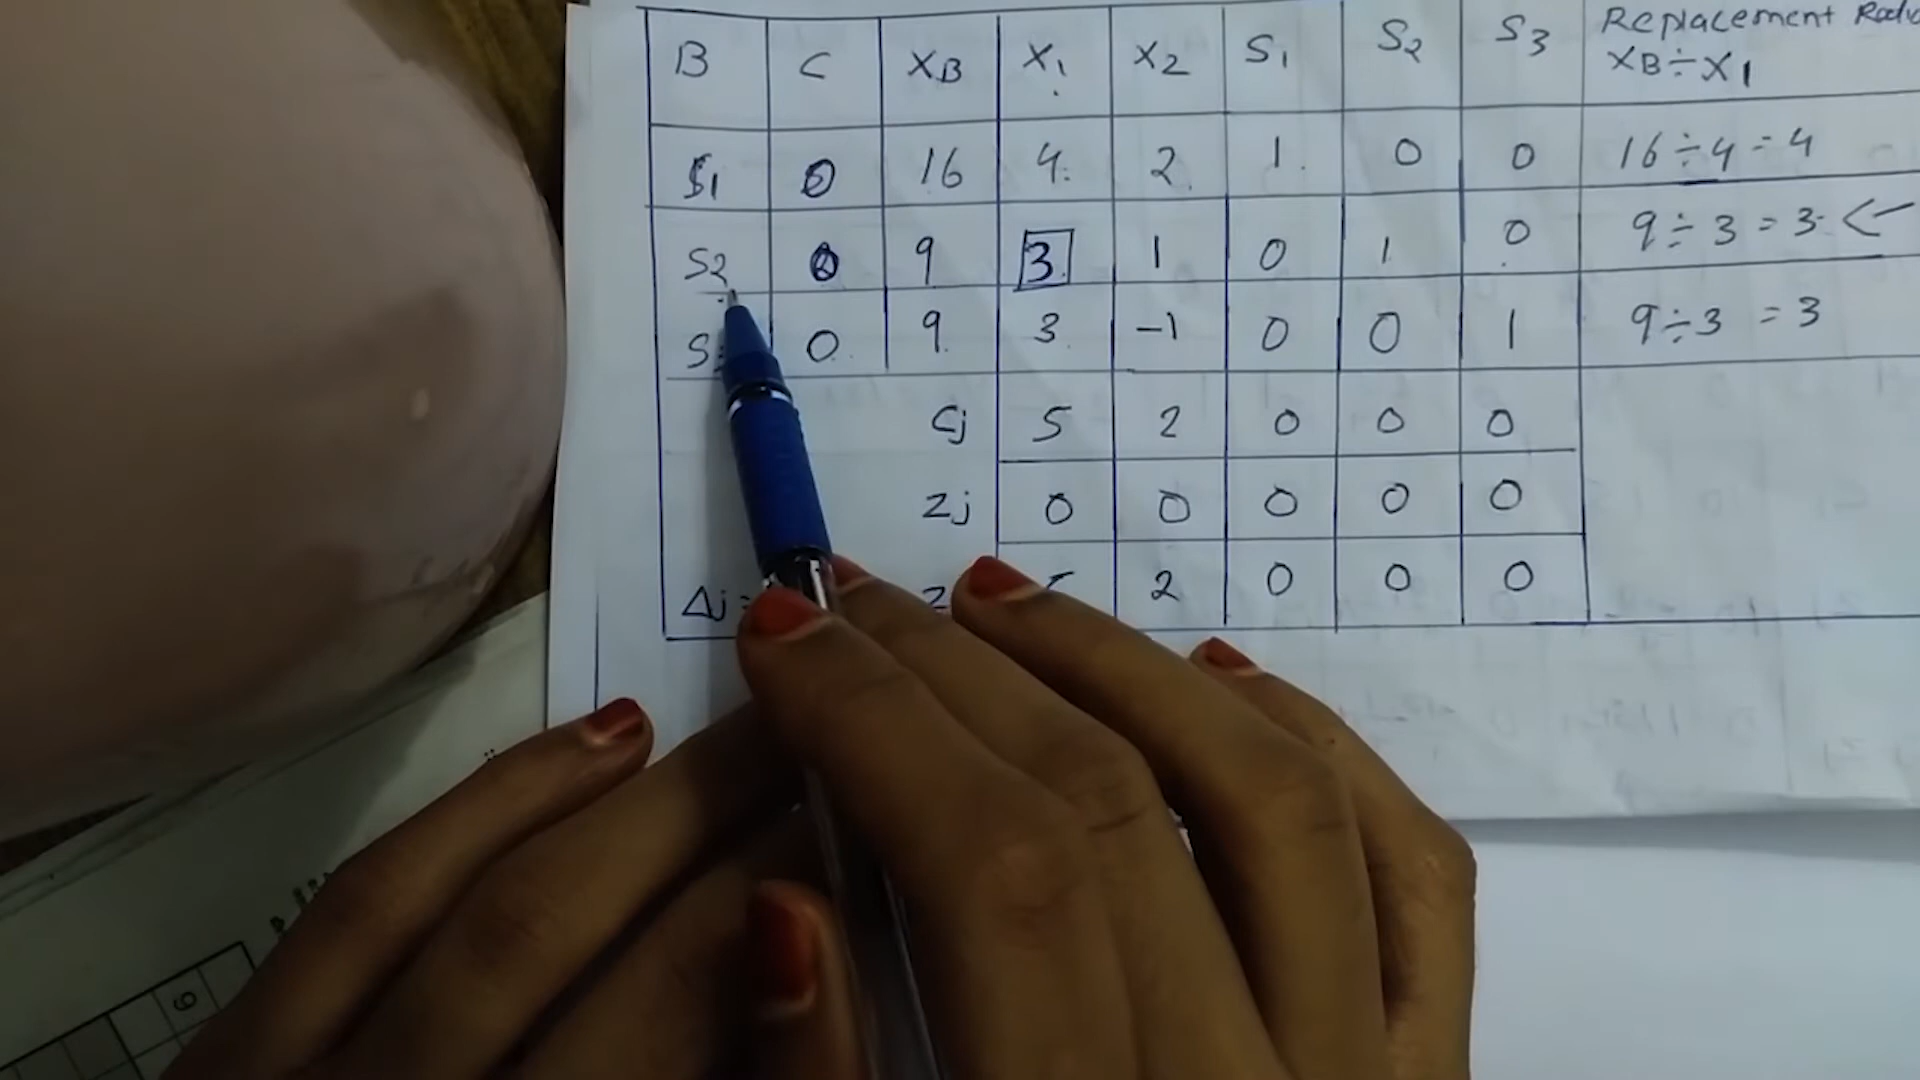 B C XB X1 X2 S1 S2 S3 Replacement
XB ÷ X1
S1 0 16 4 2 1 0 0 16 ÷ 4 = 4
S2 0 9 3 1 0 1 0 9 ÷ 3 = 3 ←
S 0 9 3 -1 0 0 1 9 ÷ 3 = 3
Cj 5 2 0 0 0
Zj 0 0 0 0 0
Δj = Z 2 0 0 0
6